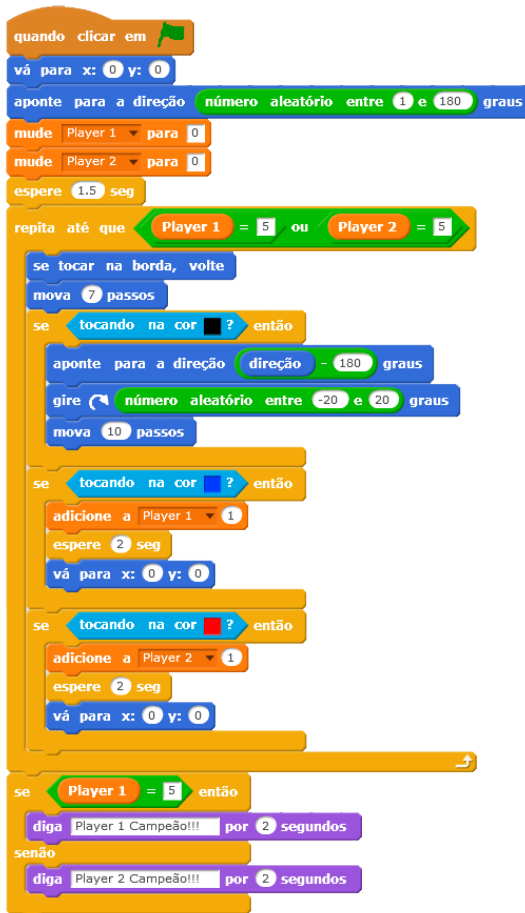 quando clicar em
vá para x: 0 y: 0
aponte para a direção número aleatório entre 1 e 180 graus
mude Player 1 para 0
mude Player 2 para 0
espere 1.5 seg
repita até que Player 1 = 5 ou Player 2 = 5
se tocar na borda, volte
mova 7 passos
se tocando na cor ? então
aponte para a direção direção - 180 graus
gire número aleatório entre -20 e 20 graus
mova 10 passos
se tocando na cor ? então
adicione a Player 1 1
espere 2 seg
vá para x: 0 y: 0
se tocando na cor ? então
adicione a Player 2 1
espere 2 seg
vá para x: 0 y: 0
se Player 1 = 5 então
diga Player 1 Campeão!!! por 2 segundos
senão
diga Player 2 Campeão!!! por 2 segundos